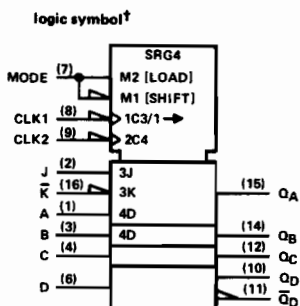 logic symbol†
SRG4
MODE (7) M2 [LOAD]
M1 [SHIFT]
CLK1 (8) 1C3/1→
CLK2 (9) 2C4
J (2) 3J
K̅ (16) 3K
(15) QA
A (1) 4D
B (3) 4D
(14) QB
C (4)
(12) QC
(10) QD
D (6)
(11) Q̅D